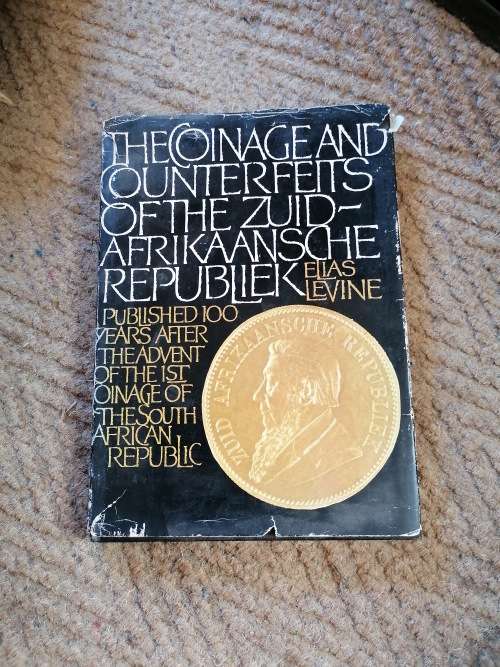 THE COINAGE AND
COUNTERFEITS
OF THE ZUID-
AFRIKAANSCHE
REPUBLIEK
ELIAS
LEVINE
PUBLISHED 100
YEARS AFTER
THE ADVENT
OF THE 1ST
COINAGE OF
THE SOUTH
AFRICAN
REPUBLIC
ZUID AFRIKAANSCHE REPUBLIEK